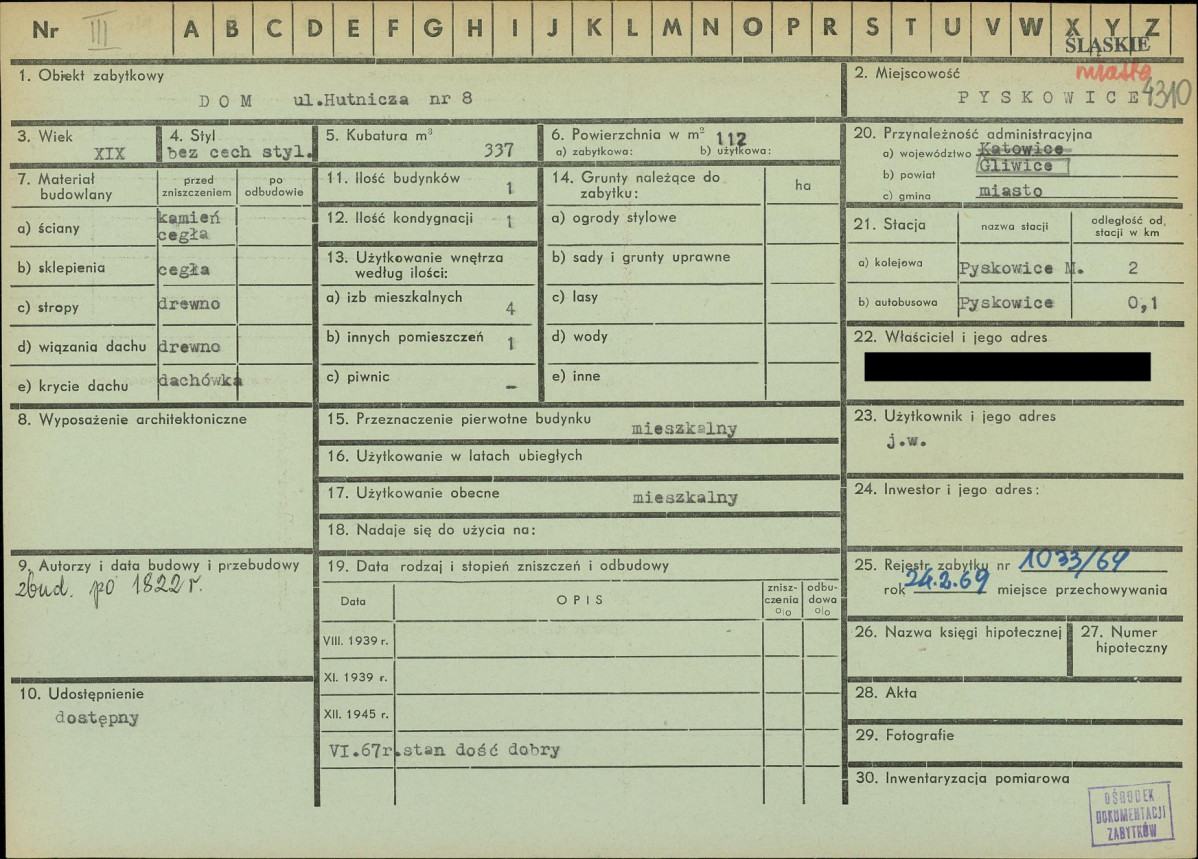 Nr III A B C D E F G H I J K L M N O P R S T U V W X Y Z
ŚLĄSKIE
1. Obiekt zabytkowy
DOM ul.Hutnicza nr 8
2. Miejscowość
miasto
PYSKOWICE 4310
3. Wiek
XIX
4. Styl
bez cech styl.
5. Kubatura m³
337
6. Powierzchnia w m² 112
a) zabytkowa: b) użytkowa:
7. Materiał budowlany
przed zniszczeniem
po odbudowie
a) ściany
kamień
cegła
b) sklepienia cegła
c) stropy drewno
d) wiązania dachu drewno
e) krycie dachu dachówka
8. Wyposażenie architektoniczne
9. Autorzy i data budowy i przebudowy
zbud. po 1822 r.
10. Udostępnienie
dostępny
11. Ilość budynków 1
12. Ilość kondygnacji 1
13. Użytkowanie wnętrza
według ilości:
a) izb mieszkalnych 4
b) innych pomieszczeń 1
c) piwnic –
14. Grunty należące do
zabytku: ha
a) ogrody stylowe
b) sady i grunty uprawne
c) lasy
d) wody
e) inne
15. Przeznaczenie pierwotne budynku mieszkalny
16. Użytkowanie w latach ubiegłych
17. Użytkowanie obecne mieszkalny
18. Nadaje się do użycia na:
19. Data rodzaj i stopień zniszczeń i odbudowy
Data OPIS
znisz-
czenia
o|o
odbu-
dowa
o|o
VIII. 1939 r.
XI. 1939 r.
XII. 1945 r.
VI.67r. stan dość dobry
20. Przynależność administracyjna
a) województwo Katowice
b) powiat Gliwice
c) gmina miasto
21. Stacja
nazwa stacji
odległość od.
stacji w km
a) kolejowa Pyskowice M. 2
b) autobusowa Pyskowice 0,1
22. Właściciel i jego adres
23. Użytkownik i jego adres
j.w.
24. Inwestor i jego adres:
25. Rejestr zabytku nr 1033/69
rok 24.2.69 miejsce przechowywania
26. Nazwa księgi hipotecznej
27. Numer
hipoteczny
28. Akta
29. Fotografie
30. Inwentaryzacja pomiarowa
OŚRODEK
DOKUMENTACJI
ZABYTKÓW